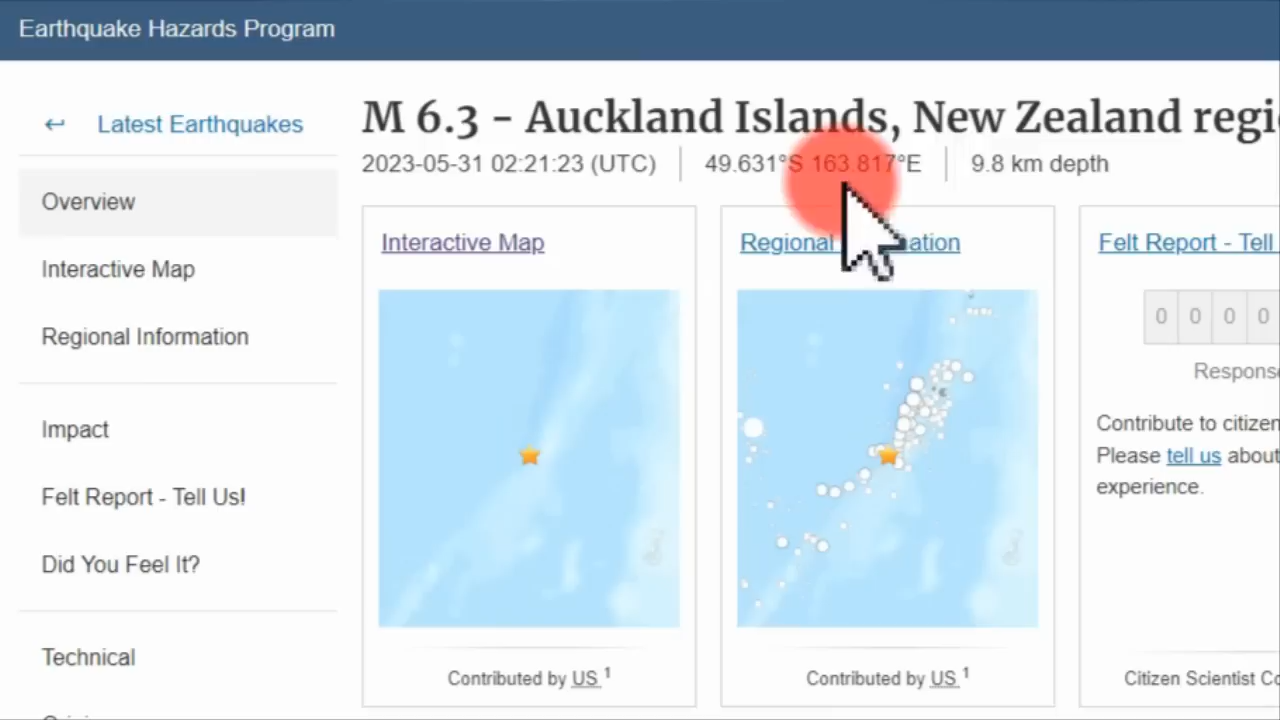 Earthquake Hazards Program
Latest Earthquakes
Overview
Interactive Map
Regional Information
Impact
Felt Report - Tell Us!
Did You Feel It?
Technical
M 6.3 - Auckland Islands, New Zealand regi
2023-05-31 02:21:23 (UTC)
49.631°S 163.817°E
9.8 km depth
Interactive Map
Contributed by US 1
Regional ation
Contributed by US 1
Felt Report - Tell
0 0 0 0
Response
Contribute to citizen
Please tell us about
experience.
Citizen Scientist Co